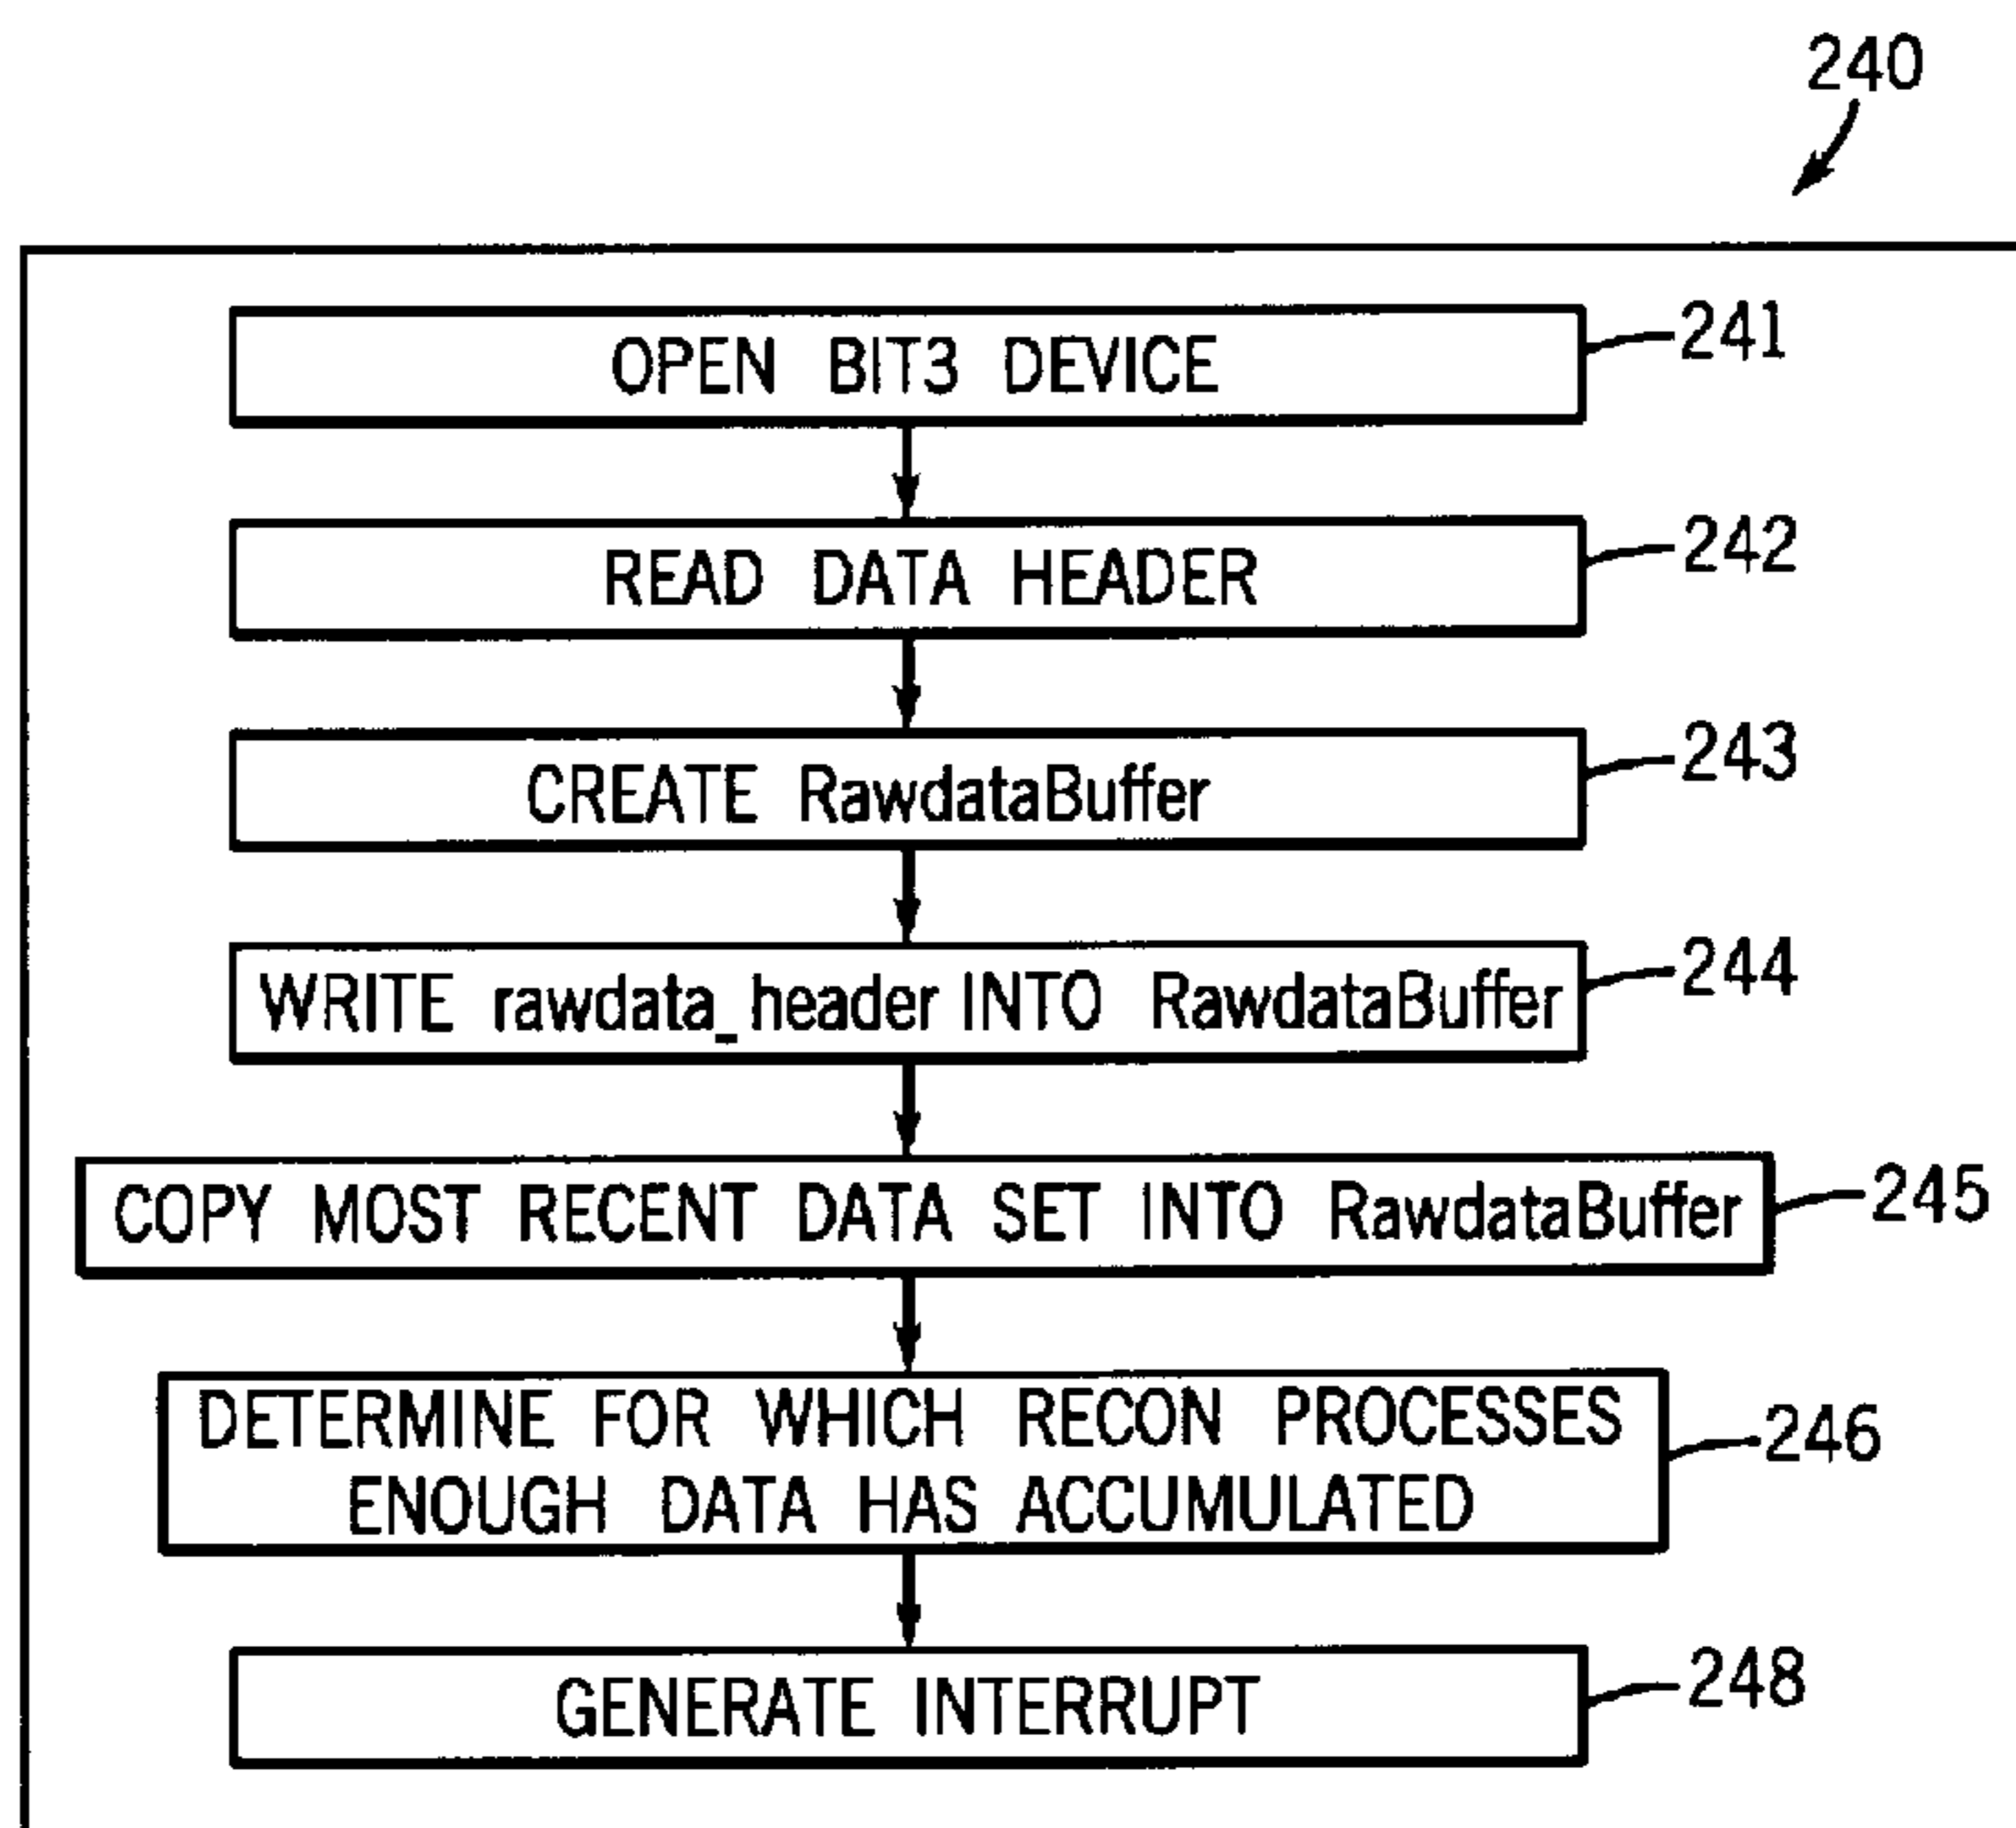 240
OPEN BIT3 DEVICE
241
READ DATA HEADER
242
CREATE RawdataBuffer
243
WRITE rawdata_header INTO RawdataBuffer
244
COPY MOST RECENT DATA SET INTO RawdataBuffer
245
DETERMINE FOR WHICH RECON PROCESSES
ENOUGH DATA HAS ACCUMULATED
246
GENERATE INTERRUPT
248